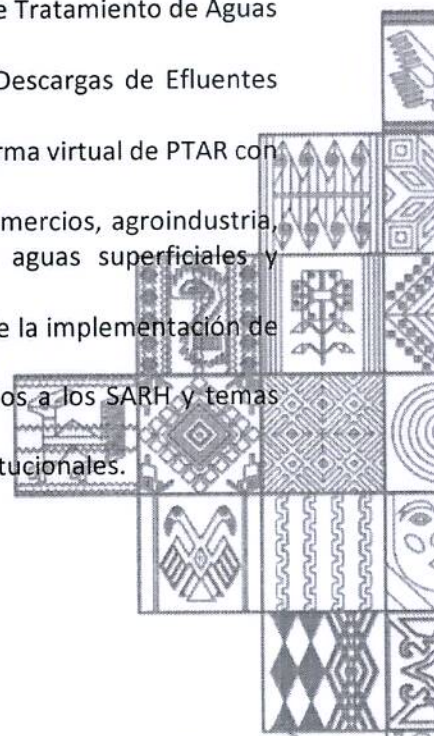 e Tratamiento de Aguas
Descargas de Efluentes
rma virtual de PTAR con
mercios, agroindustria,
aguas superficiales y
e la implementación de
os a los SARH y temas
tucionales.